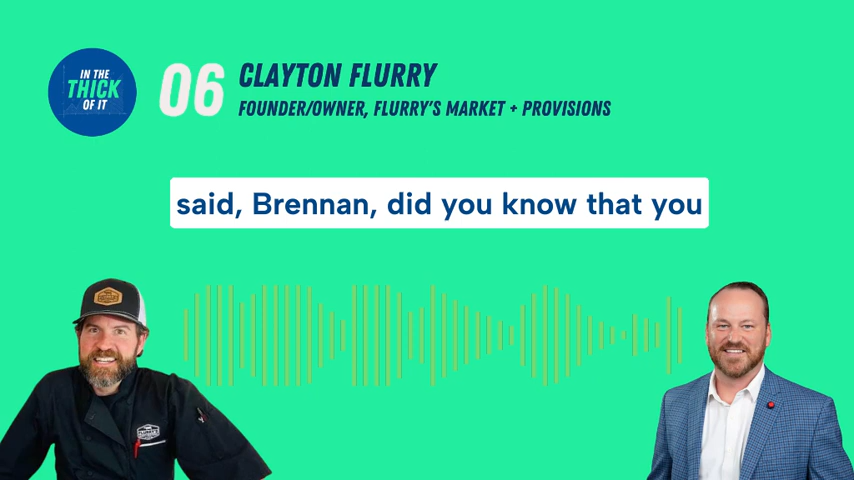 IN THE
THICK
OF IT
06
CLAYTON FLURRY
FOUNDER/OWNER, FLURRY'S MARKET + PROVISIONS
said, Brennan, did you know that you